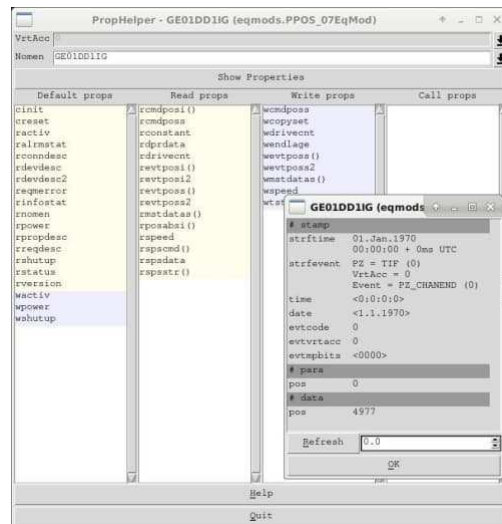 PropHelper - GE01DD1IG (eqmods.PPOS_07EqMod)
VrtAcc 0
Nomen GE01DD1IG
Show Properties
Default props Read props Write props Call props
cinit
creset
ractiv
ralrmstat
rconndesc
rdevdesc
rdevdesc2
reqmerror
rinfostat
rnomen
rpower
rpropdesc
rreqdesc
rshutup
rstatus
rversion
wactiv
wpower
wshutup
rcmdposi()
rcmdposs
rconstant
rdprdata
rdrivecnt
revtposi()
revtposi2
revtposs()
revtposs2
rmstdatas()
rposabsi()
rspeed
rspscmd()
rspsdata
rspsstr()
wcmdposs
wcopyset
wdrivecnt
wendlage
wevtposs()
wevtposs2
wmstdatas()
wspeed
GE01DD1IG (eqmods
# stamp
strftime 01.Jan.1970
00:00:00 + 0ms UTC
strfevent PZ = TIF (0)
VrtAcc = 0
Event = PZ_CHANEND (0)
time <0:0:0:0>
date <1.1.1970>
evtcode 0
evtvrtacc 0
evtmpbits <0000>
# para
pos 0
# data
pos 4977
Refresh 0.0
OK
Help
Quit